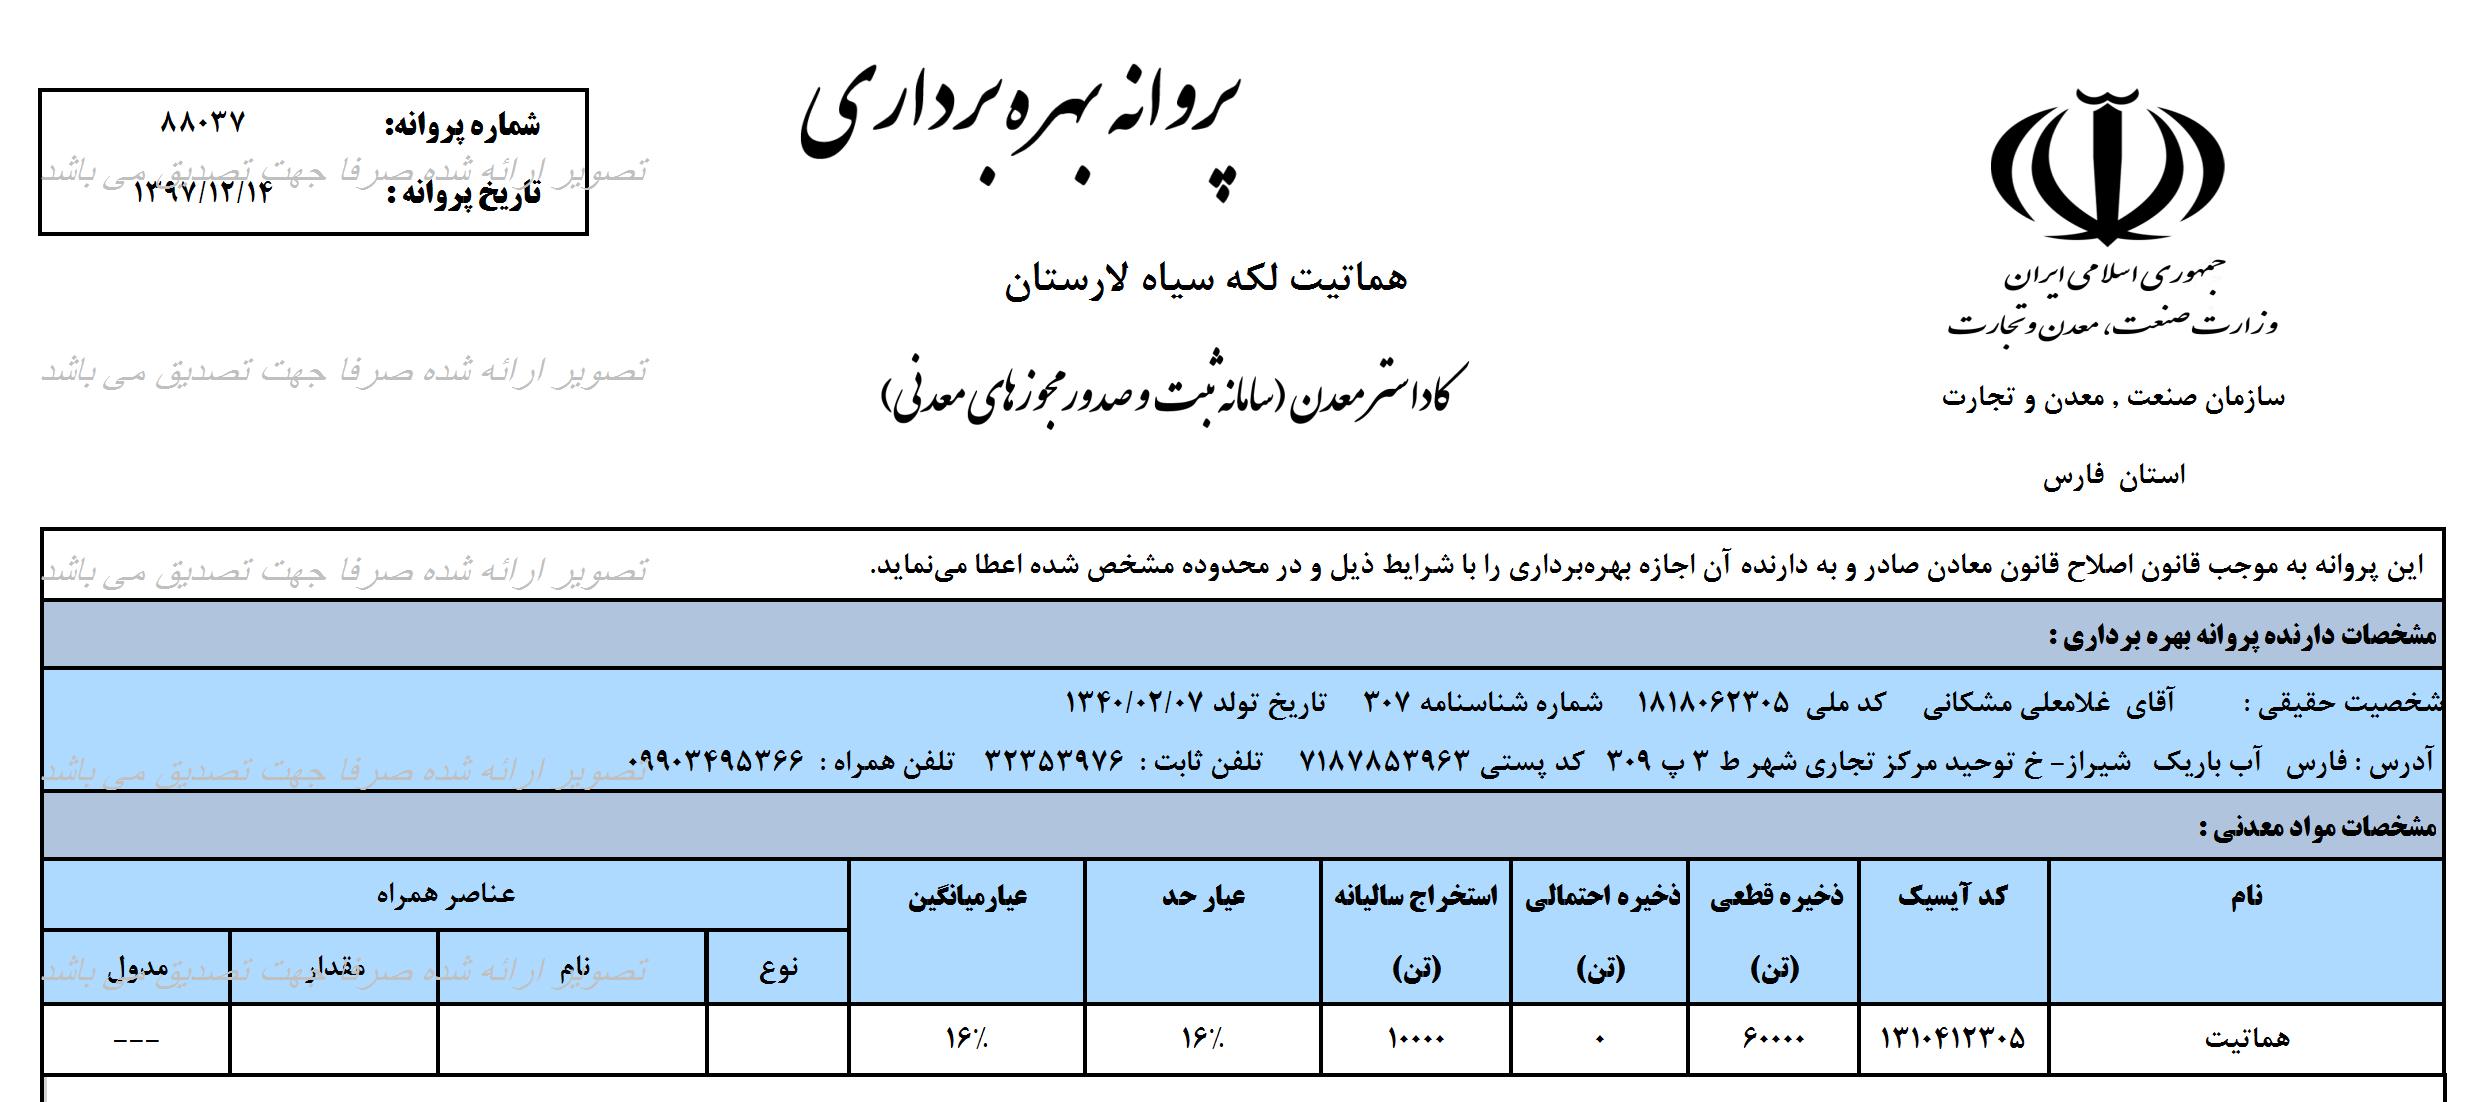 پروانه بهره برداری
شماره پروانه: ۸۸۰۳۷
تصویر ارائه شده صرفا جهت تصدیق می باشد
تاریخ پروانه : ۱۳۹۷/۱۲/۱۴
هماتیت لکه سیاه لارستان
جمهوری اسلامی ایران
وزارت صنعت، معدن و تجارت
کاداستر معدن (سامانه ثبت و صدور مجوزهای معدنی)
تصویر ارائه شده صرفا جهت تصدیق می باشد
سازمان صنعت , معدن و تجارت
استان فارس
این پروانه به موجب قانون اصلاح قانون معادن صادر و به دارنده آن اجازه بهره‌برداری را با شرایط ذیل و در محدوده مشخص شده اعطا می‌نماید.
تصویر ارائه شده صرفا جهت تصدیق می باشد
مشخصات دارنده پروانه بهره برداری :
شخصیت حقیقی : آقای غلامعلی مشکانی کد ملی ۱۸۱۸۰۶۲۳۰۵ شماره شناسنامه ۳۰۷ تاریخ تولد ۱۳۴۰/۰۲/۰۷
آدرس : فارس آب باریک شیراز- خ توحید مرکز تجاری شهر ط ۳ پ ۳۰۹ کد پستی ۷۱۸۷۸۵۳۹۶۳ تلفن ثابت : ۳۲۳۵۳۹۷۶ تلفن همراه : ۰۹۹۰۳۴۹۵۳۶۶
تصویر ارائه شده صرفا جهت تصدیق می باشد
مشخصات مواد معدنی :
نام کد آیسیک ذخیره قطعی ذخیره احتمالی استخراج سالیانه عیار حد عیارمیانگین عناصر همراه
(تن) (تن) (تن) نوع نام مقدار مدول
تصویر ارائه شده صرفا جهت تصدیق می باشد
هماتیت ۱۳۱۰۴۱۲۳۰۵ ۶۰۰۰۰ ۰ ۱۰۰۰۰ ۱۶٪ ۱۶٪ ---